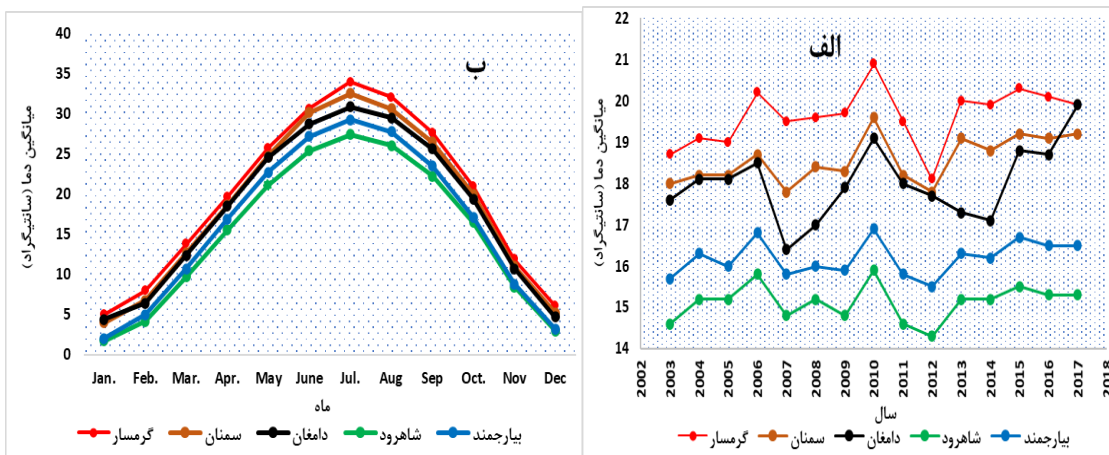 الف
میانگین دما (سانتیگراد)
22
21
20
19
18
17
16
15
14
2002 2003 2004 2005 2006 2007 2008 2009 2010 2011 2012 2013 2014 2015 2016 2017 2018
سال
گرمسار سمنان دامغان شاهرود بیارجمند
ب
میانگین دما (سانتیگراد)
40
35
30
25
20
15
10
5
0
Jan. Feb. Mar. Apr. May June Jul. Aug Sep Oct. Nov Dec
ماه
گرمسار سمنان دامغان شاهرود بیارجمند